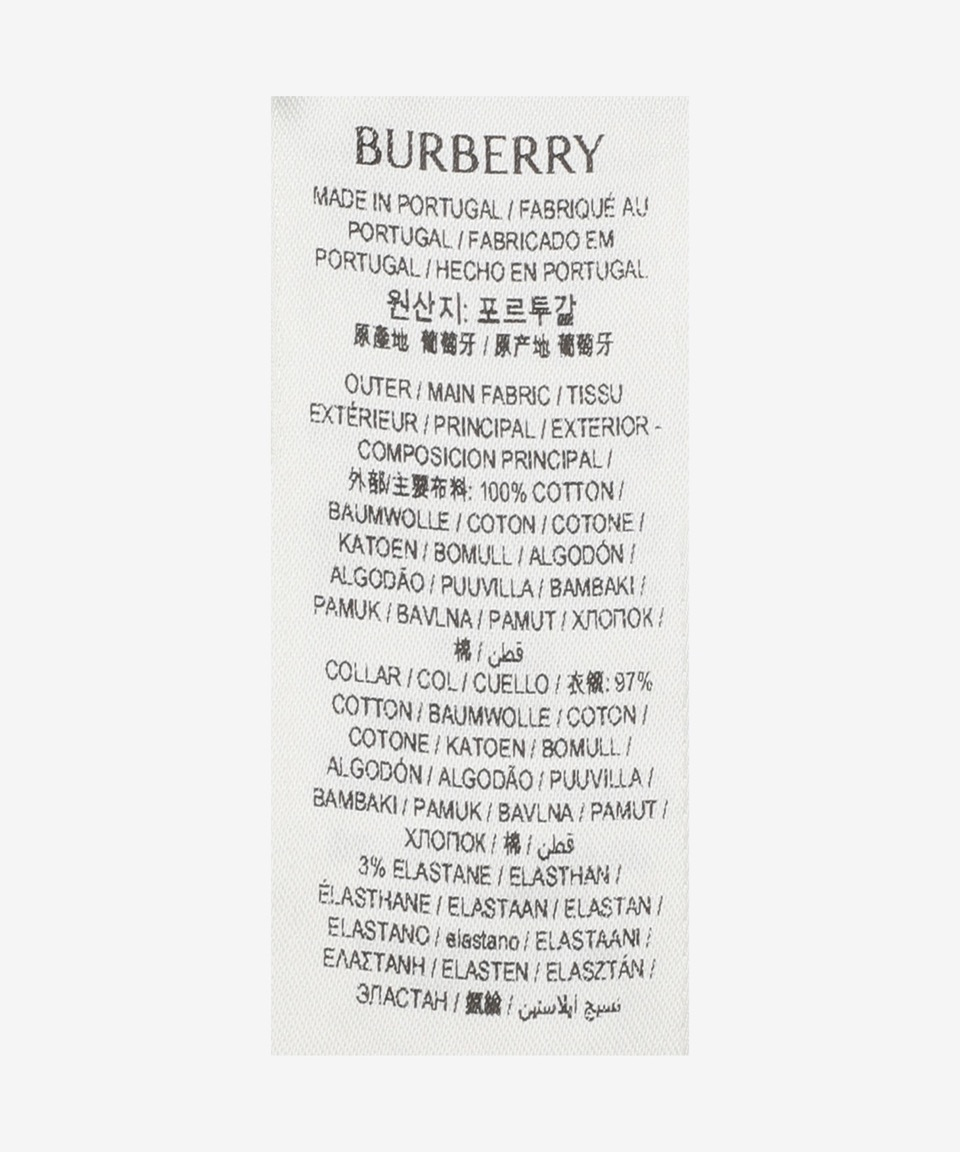 BURBERRY
MADE IN PORTUGAL / FABRIQUÉ AU
PORTUGAL / FABRICADO EM
PORTUGAL / HECHO EN PORTUGAL
원산지: 포르투갈
原產地 葡萄牙 / 原产地 葡萄牙
OUTER / MAIN FABRIC / TISSU
EXTÉRIEUR / PRINCIPAL / EXTERIOR -
COMPOSICION PRINCIPAL /
外部/主要布料: 100% COTTON /
BAUMWOLLE / COTON / COTONE /
KATOEN / BOMULL / ALGODÓN /
ALGODÃO / PUUVILLA / BAMBAKI /
PAMUK / BAVLNA / PAMUT / ХЛОПОК /
棉 / قطن
COLLAR / COL / CUELLO / 衣領: 97%
COTTON / BAUMWOLLE / COTON /
COTONE / KATOEN / BOMULL /
ALGODÓN / ALGODÃO / PUUVILLA /
BAMBAKI / PAMUK / BAVLNA / PAMUT /
ХЛОПОК / 棉 / قطن
3% ELASTANE / ELASTHAN /
ÉLASTHANE / ELASTAAN / ELASTAN /
ELASTANO / elastano / ELASTAANI /
ΕΛΑΣΤΑΝΗ / ELASTEN / ELASZTÁN /
ЭЛАСТАН / / نسيج ايلاستين